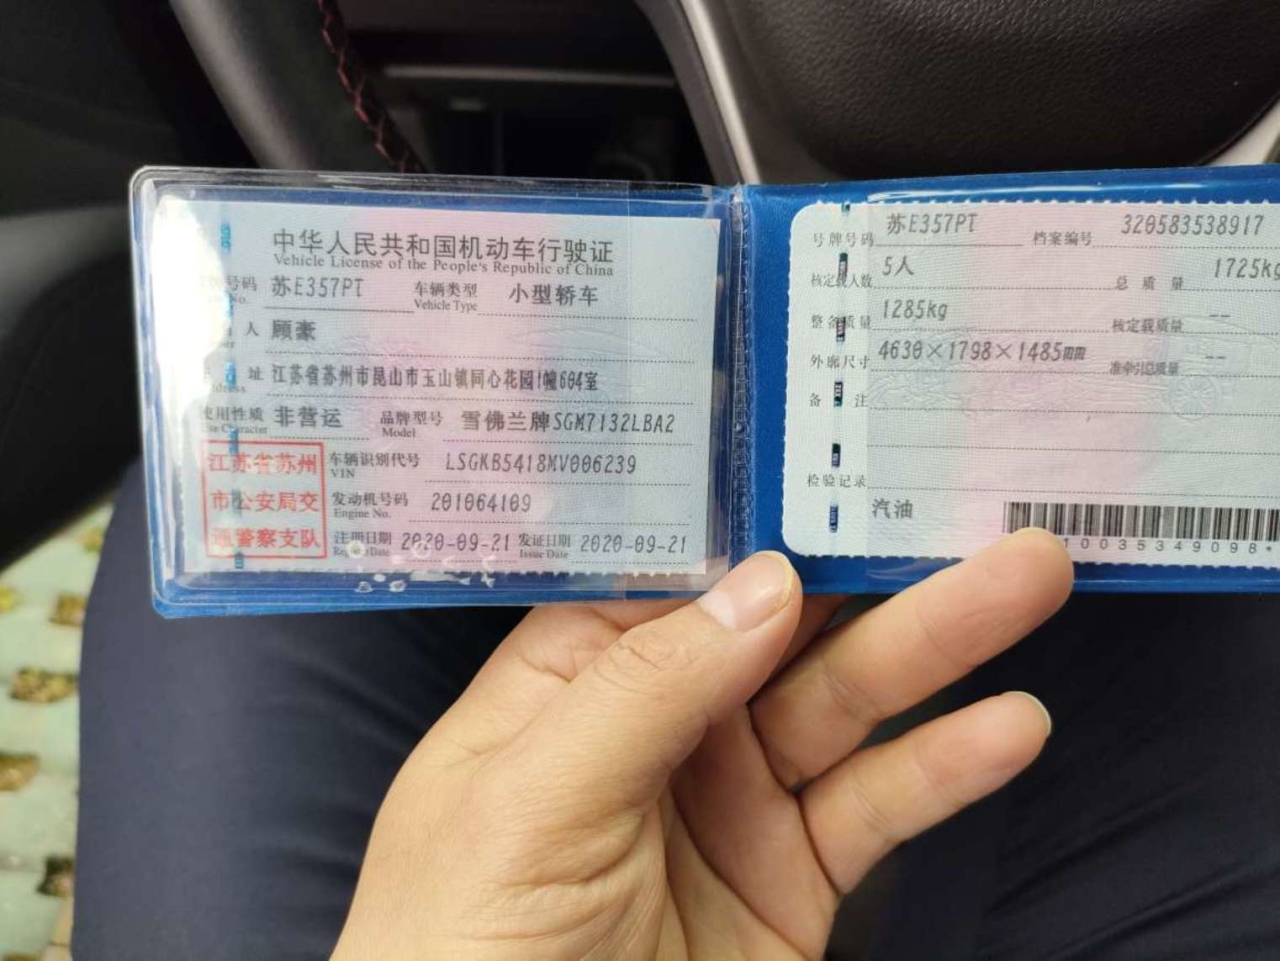 中华人民共和国机动车行驶证
Vehicle License of the People's Republic of China
号码 苏E357PT 车辆类型 小型轿车
No. Vehicle Type
人 顾豪
址 江苏省苏州市昆山市玉山镇同心花园1幢604室
使用性质 非营运 品牌型号 雪佛兰牌SGM7132LBA2
Use Character Model
江苏省苏州
市公安局交
通警察支队
车辆识别代号 LSGKB5418MV006239
VIN
发动机号码 201064109
Engine No.
注册日期 2020-09-21 发证日期 2020-09-21
Register Date Issue Date
号牌号码 苏E357PT 档案编号 320583538917
核定载人数 5人 总质量 1725kg
整备质量 1285kg 核定载质量 --
外廓尺寸 4630×1798×1485mm 准牵引总质量 --
备注
检验记录
汽油
10035349098*